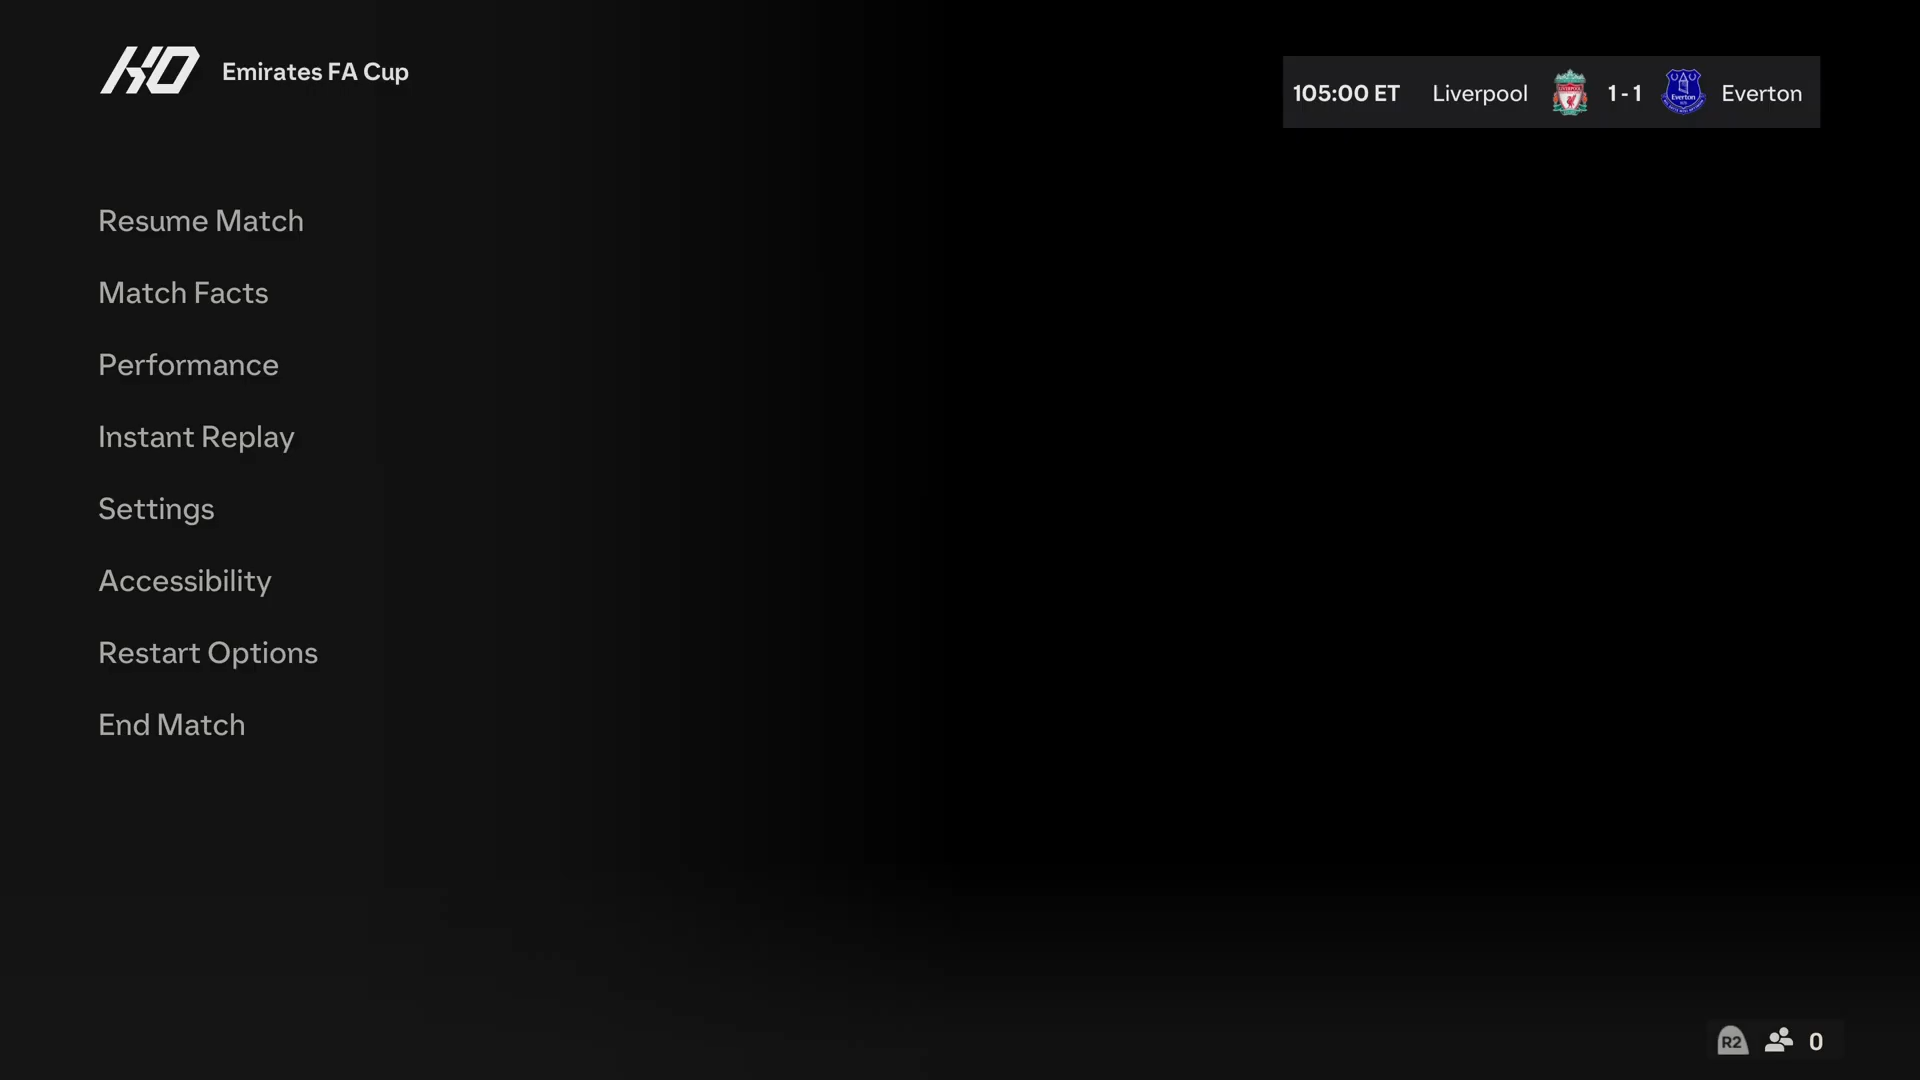 KO Emirates FA Cup
105:00 ET Liverpool 1 - 1 Everton
Resume Match
Match Facts
Performance
Instant Replay
Settings
Accessibility
Restart Options
End Match
R2 0